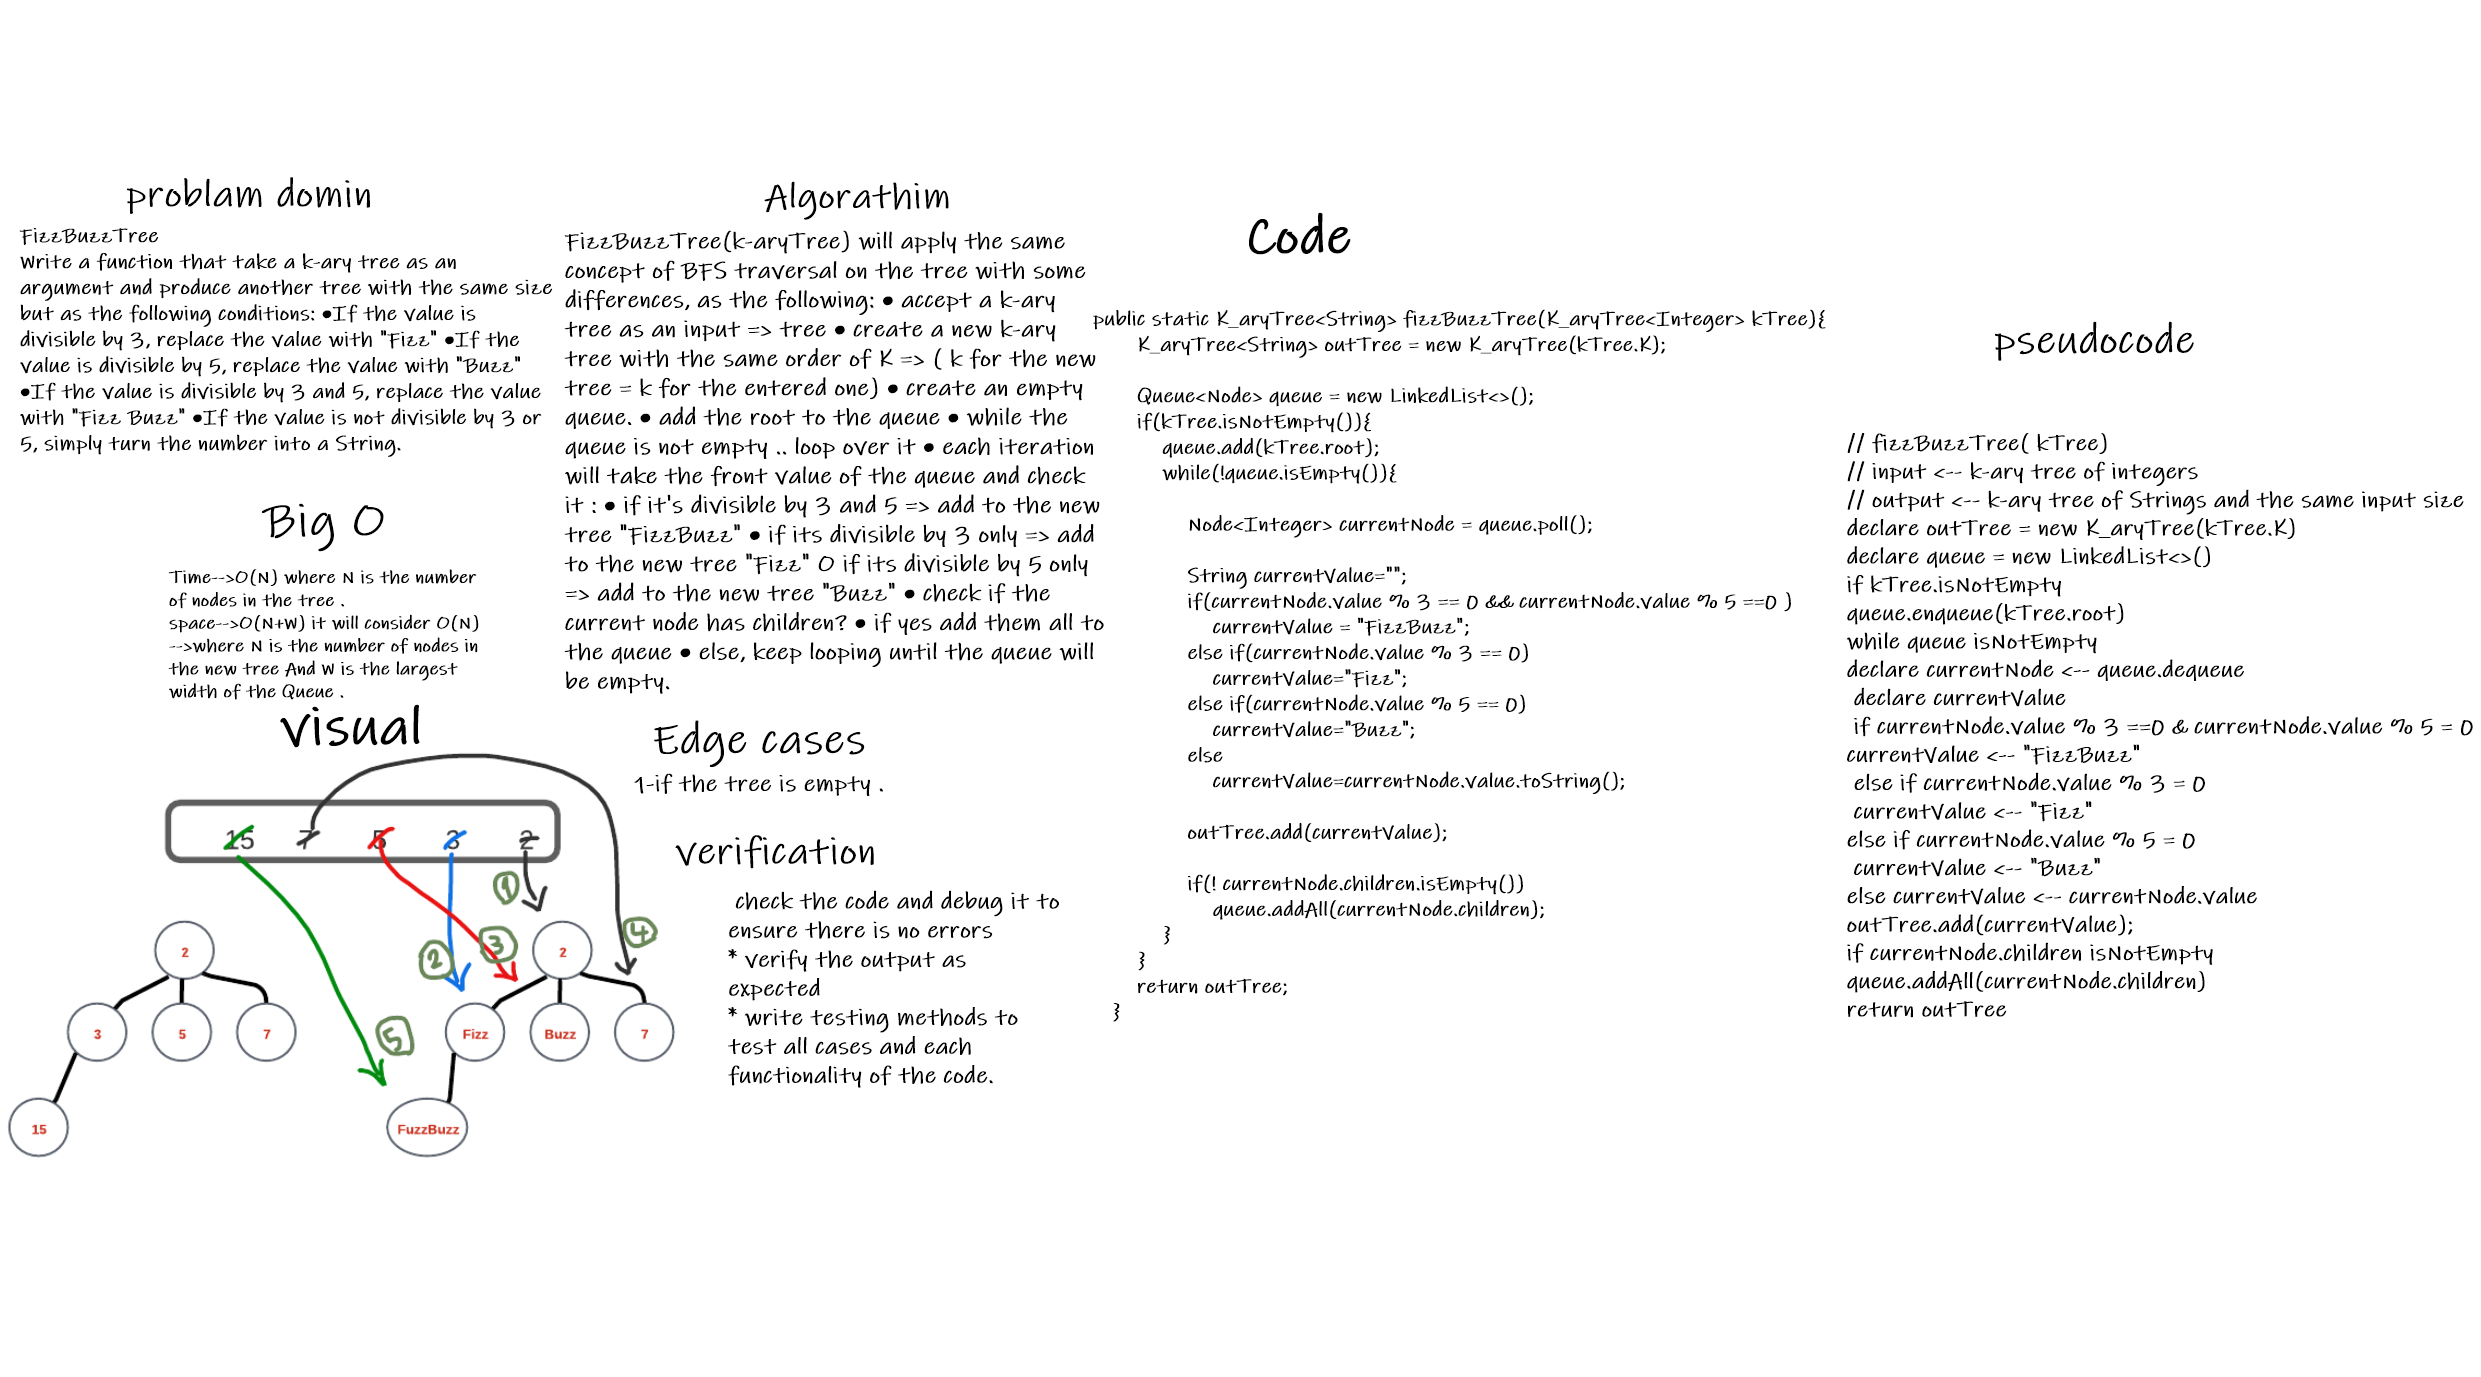 problam domin
FizzBuzzTree
Write a function that take a k-ary tree as an
argument and produce another tree with the same size
but as the following conditions: •If the value is
divisible by 3, replace the value with "Fizz" •If the
value is divisible by 5, replace the value with "Buzz"
•If the value is divisible by 3 and 5, replace the value
with "Fizz Buzz" •If the value is not divisible by 3 or
5, simply turn the number into a String.
Big O
Time-->O(N) where N is the number
of nodes in the tree .
space-->O(N+W) it will consider O(N)
-->where N is the number of nodes in
the new tree And W is the largest
width of the Queue .
visual
15 7 5 3 2
1
2
3
4
5
2
3 5 7
15
2
Fizz Buzz 7
FuzzBuzz
Algorathim
FizzBuzzTree(k-aryTree) will apply the same
concept of BFS traversal on the tree with some
differences, as the following: • accept a k-ary
tree as an input => tree • create a new k-ary
tree with the same order of K => ( k for the new
tree = k for the entered one) • create an empty
queue. • add the root to the queue • while the
queue is not empty .. loop over it • each iteration
will take the front value of the queue and check
it : • if it's divisible by 3 and 5 => add to the new
tree "FizzBuzz" • if its divisible by 3 only => add
to the new tree "Fizz" O if its divisible by 5 only
=> add to the new tree "Buzz" • check if the
current node has children? • if yes add them all to
the queue • else, keep looping until the queue will
be empty.
Edge cases
1-if the tree is empty .
verification
check the code and debug it to
ensure there is no errors
* verify the output as
expected
* write testing methods to
test all cases and each
functionality of the code.
Code
public static K_aryTree<String> fizzBuzzTree(K_aryTree<Integer> kTree){
K_aryTree<String> outTree = new K_aryTree(kTree.K);
Queue<Node> queue = new LinkedList<>();
if(kTree.isNotEmpty()){
queue.add(kTree.root);
while(!queue.isEmpty()){
Node<Integer> currentNode = queue.poll();
String currentValue="";
if(currentNode.value % 3 == 0 && currentNode.value % 5 ==0 )
currentValue = "FizzBuzz";
else if(currentNode.value % 3 == 0)
currentValue="Fizz";
else if(currentNode.value % 5 == 0)
currentValue="Buzz";
else
currentValue=currentNode.value.toString();
outTree.add(currentValue);
if(! currentNode.children.isEmpty())
queue.addAll(currentNode.children);
}
}
return outTree;
}
pseudocode
// fizzBuzzTree( kTree)
// input <-- k-ary tree of integers
// output <-- k-ary tree of Strings and the same input size
declare outTree = new K_aryTree(kTree.K)
declare queue = new LinkedList<>()
if kTree.isNotEmpty
queue.enqueue(kTree.root)
while queue isNotEmpty
declare currentNode <-- queue.dequeue
declare currentValue
if currentNode.value % 3 ==0 & currentNode.value % 5 = 0
currentValue <-- "FizzBuzz"
else if currentNode.value % 3 = 0
currentValue <-- "Fizz"
else if currentNode.value % 5 = 0
currentValue <-- "Buzz"
else currentValue <-- currentNode.value
outTree.add(currentValue);
if currentNode.children isNotEmpty
queue.addAll(currentNode.children)
return outTree